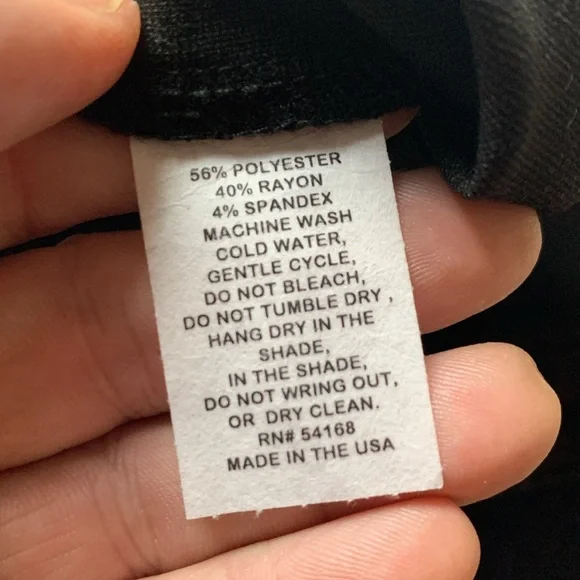 56% POLYESTER
40% RAYON
4% SPANDEX
MACHINE WASH
COLD WATER,
GENTLE CYCLE,
DO NOT BLEACH,
DO NOT TUMBLE DRY ,
HANG DRY IN THE
SHADE,
IN THE SHADE,
DO NOT WRING OUT,
OR DRY CLEAN.
RN# 54168
MADE IN THE USA